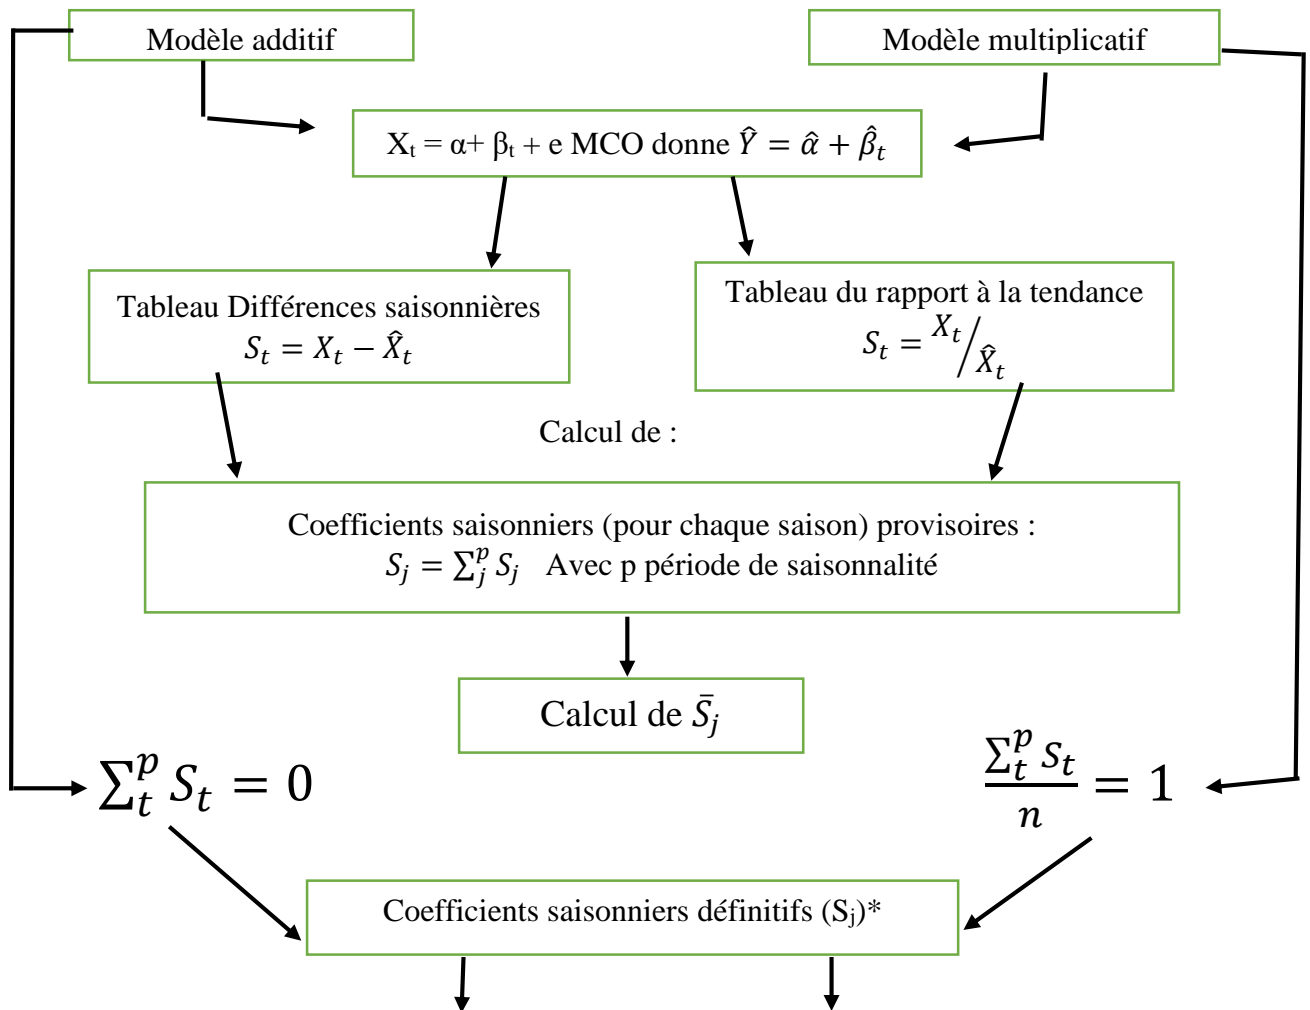 Modèle additif
Modèle multiplicatif
Xₜ = α+ βₜ + e MCO donne Ŷ = α̂ + β̂ₜ
Tableau Différences saisonnières
Sₜ = Xₜ − X̂ₜ
Tableau du rapport à la tendance
Sₜ = Xₜ/X̂ₜ
Calcul de :
Coefficients saisonniers (pour chaque saison) provisoires :
Sⱼ = ∑ⱼᵖ Sⱼ Avec p période de saisonnalité
Calcul de S̄ⱼ
∑ₜᵖ Sₜ = 0
∑ₜᵖ Sₜ / n = 1
Coefficients saisonniers définitifs (Sⱼ)*